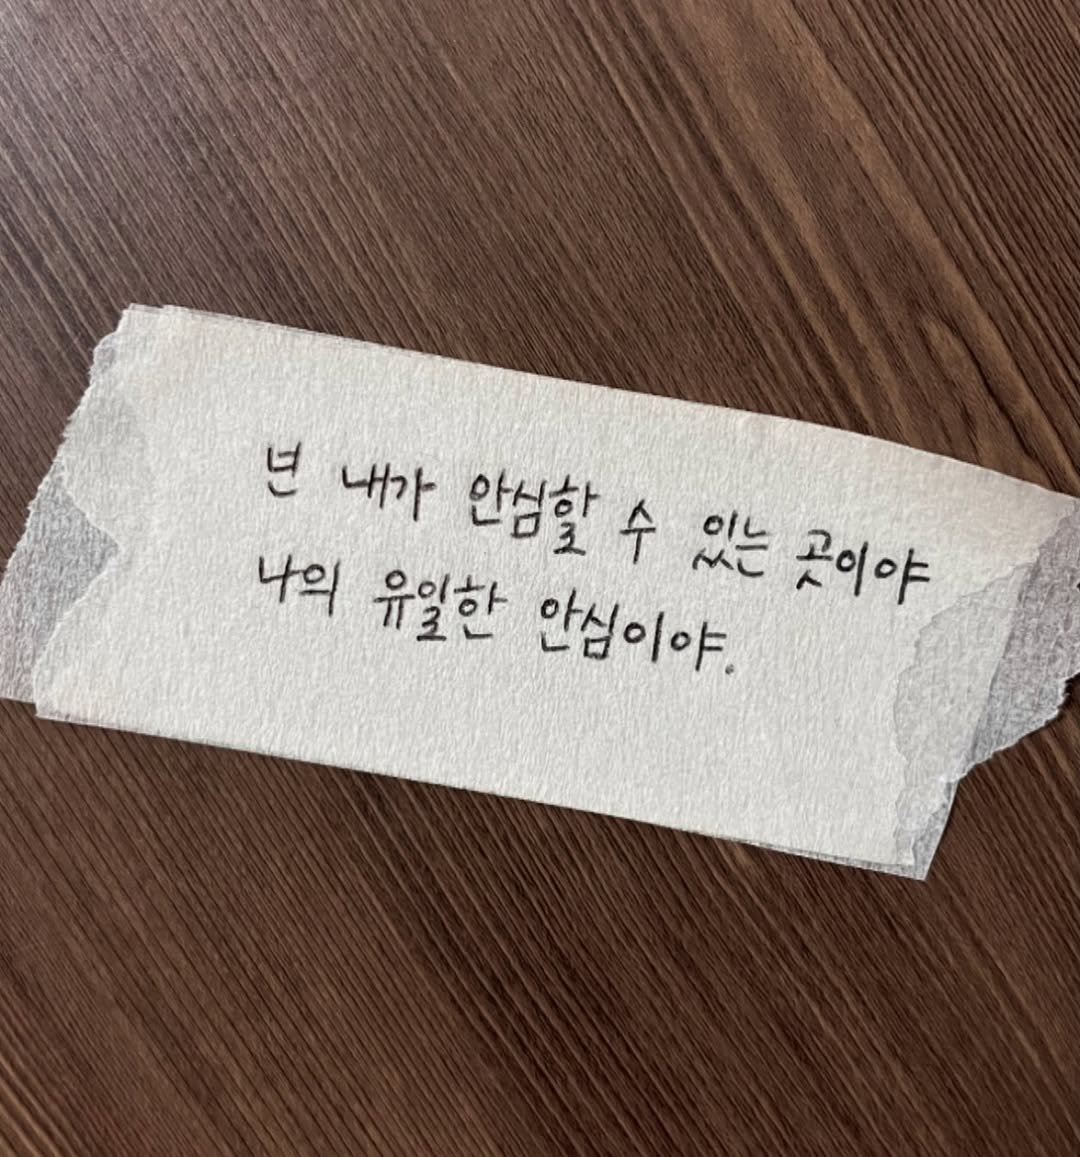 넌 내가 안심할 수 있는 곳이야
나의 유일한 안심이야.